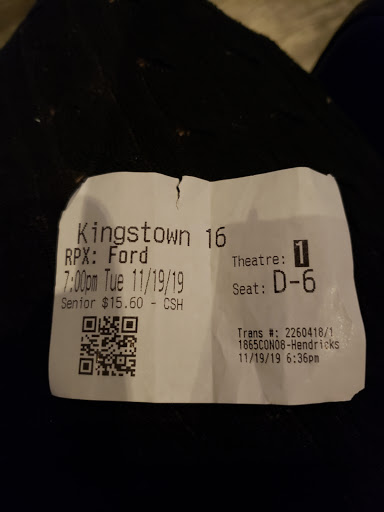 Kingstown 16
RPX: Ford
7:00pm Tue 11/19/19
Senior $15.60 - CSH
Theatre: 1
Seat: D-6
Trans #: 2260418/1
1865CON08-Hendricks
11/19/19 6:36pm